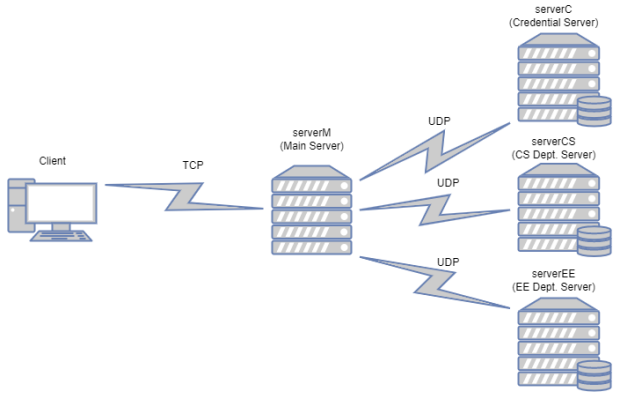 serverC
(Credential Server)
UDP
serverM
(Main Server)
serverCS
(CS Dept. Server)
Client
TCP
UDP
UDP
serverEE
(EE Dept. Server)